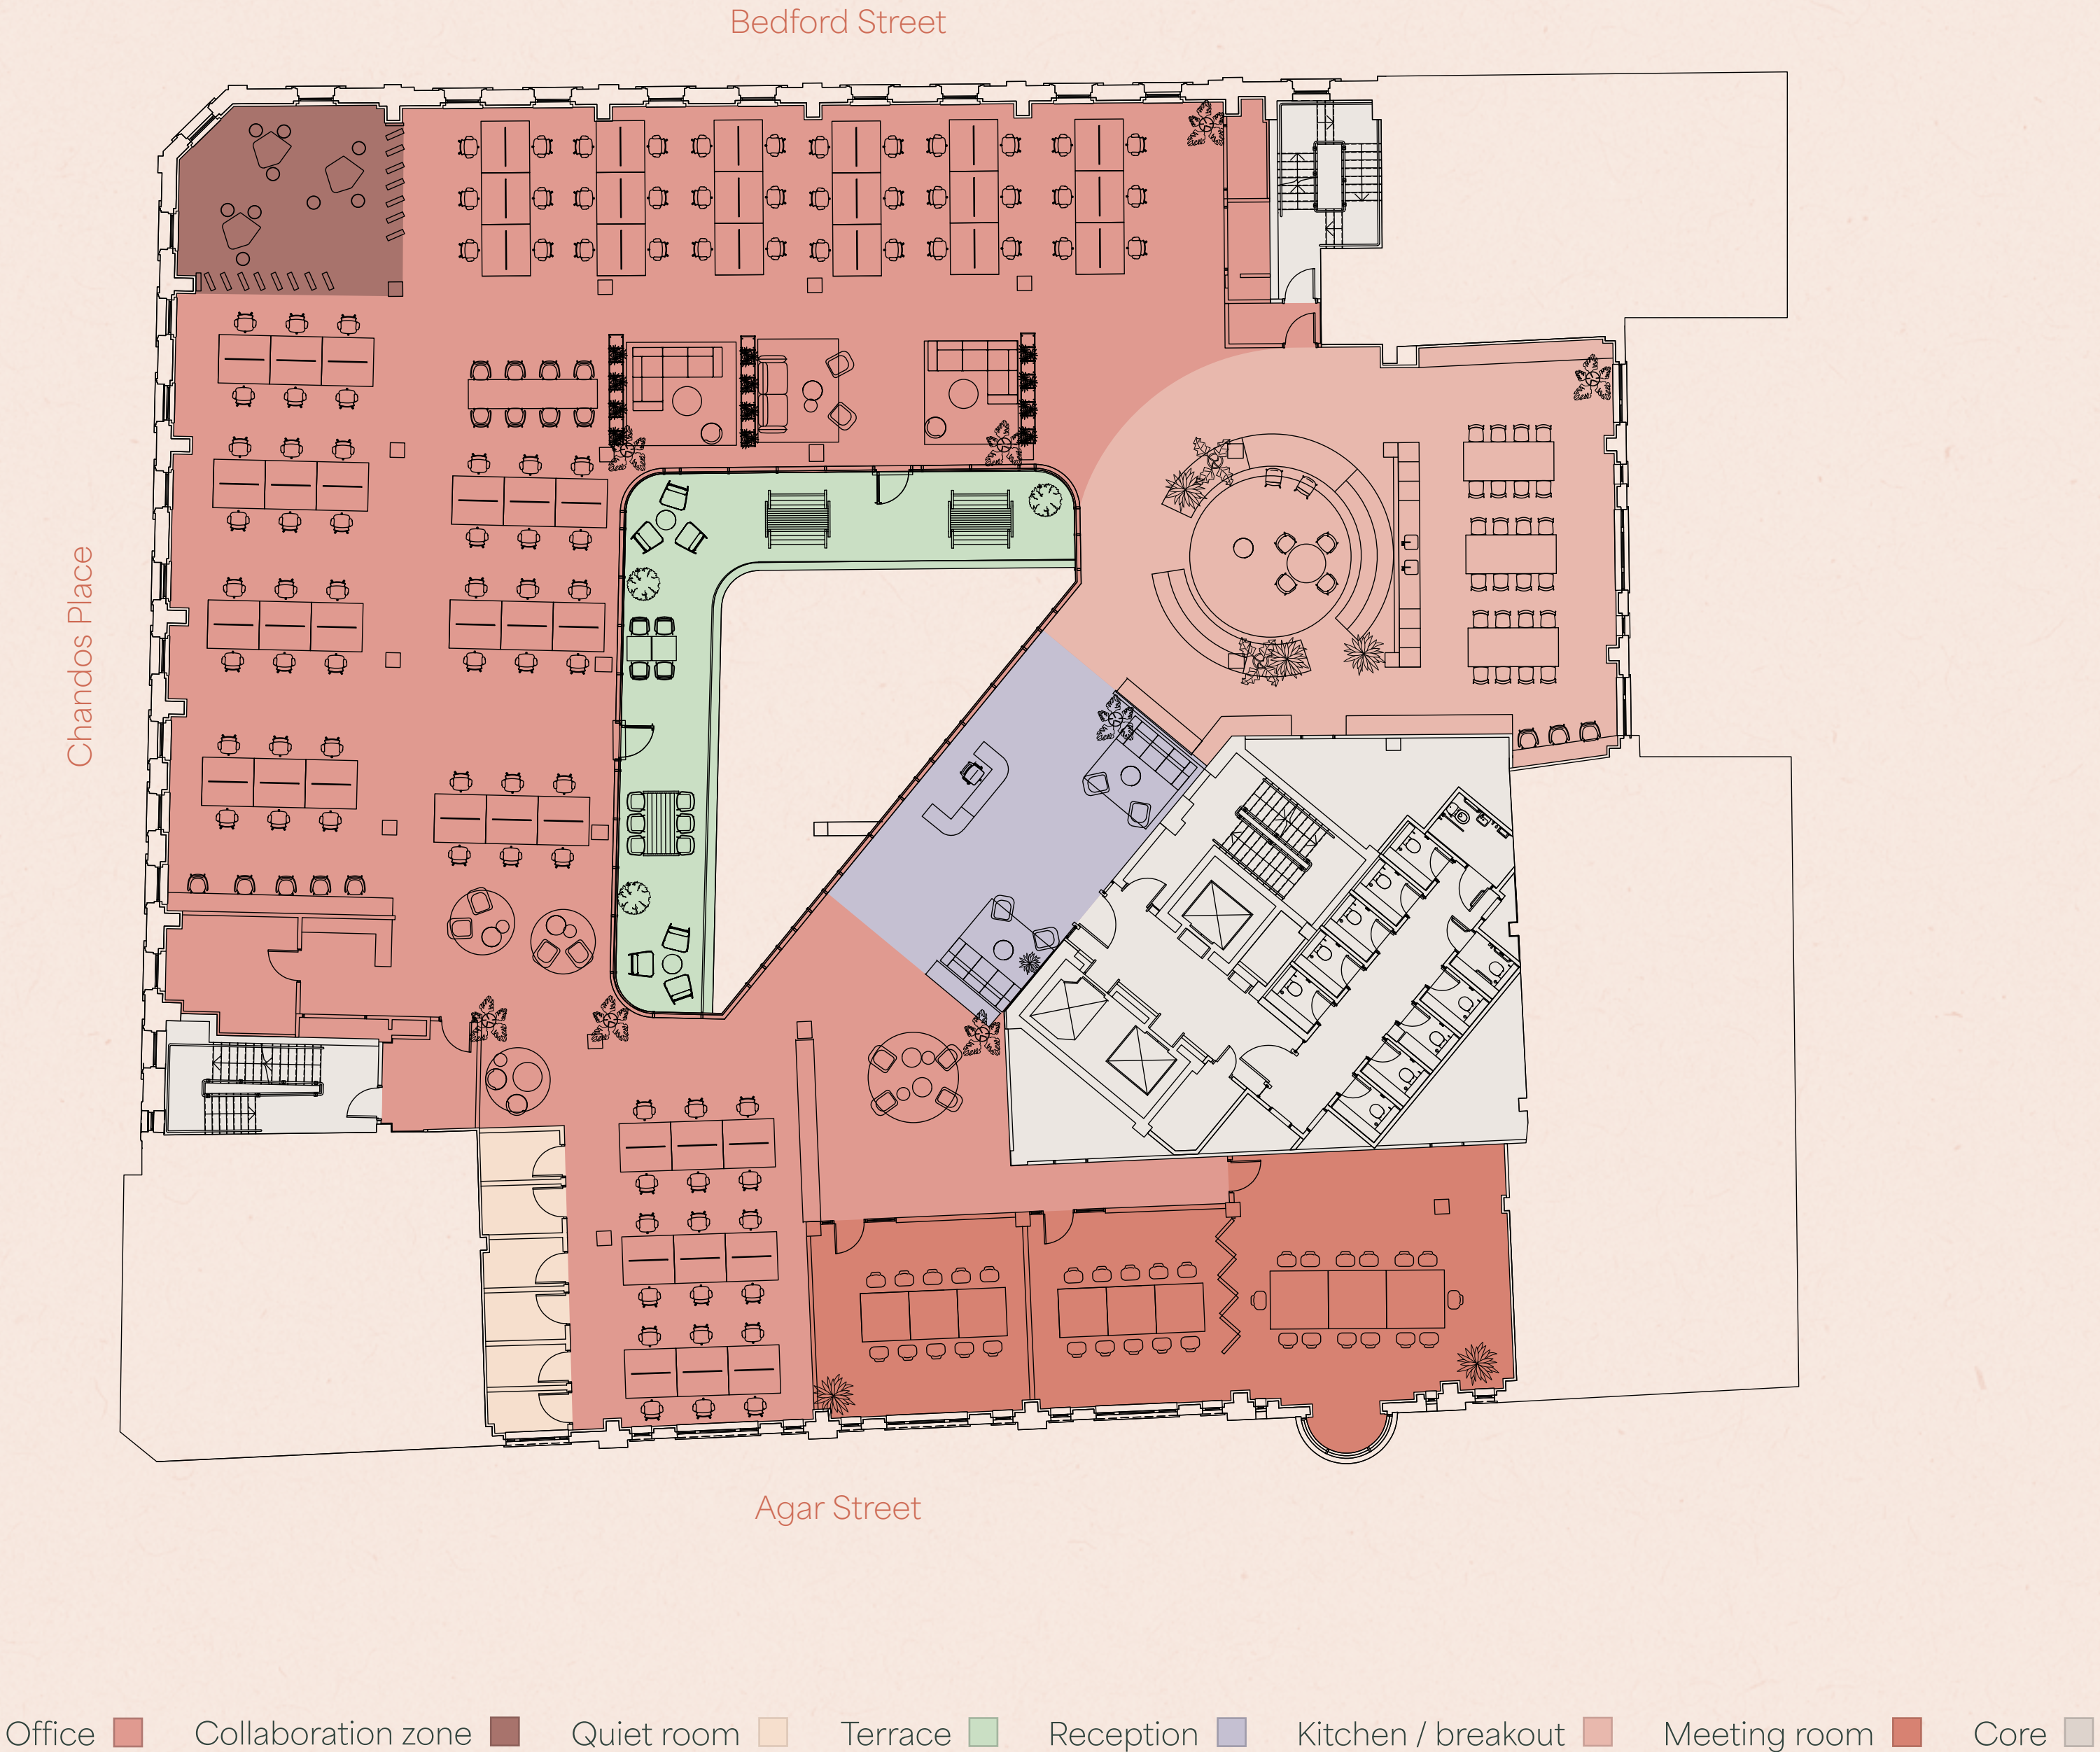 Bedford Street
Chandos Place
Agar Street
Office
Collaboration zone
Quiet room
Terrace
Reception
Kitchen / breakout
Meeting room
Core